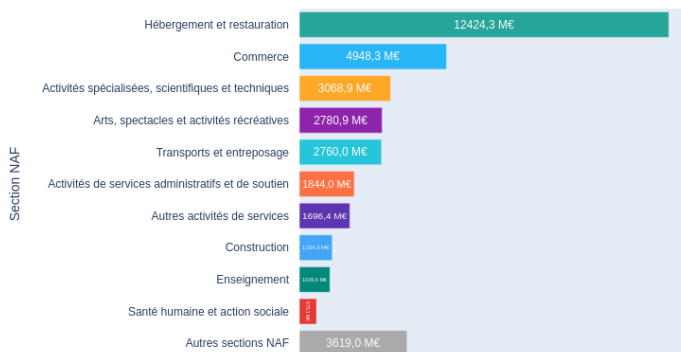 Section NAF
Hébergement et restauration 12424,3 M€
Commerce 4948,3 M€
Activités spécialisées, scientifiques et techniques 3068,9 M€
Arts, spectacles et activités récréatives 2780,9 M€
Transports et entreposage 2760,0 M€
Activités de services administratifs et de soutien 1844,0 M€
Autres activités de services 1696,4 M€
Construction M€
Enseignement M€
Santé humaine et action sociale
Autres sections NAF 3619,0 M€